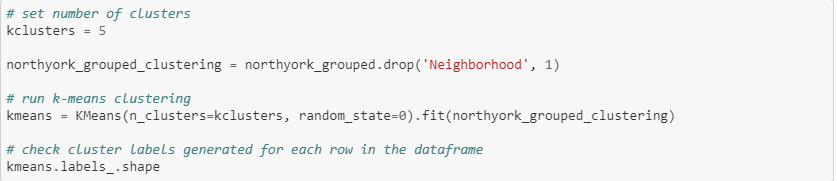 # set number of clusters
kclusters = 5
northyork_grouped_clustering = northyork_grouped.drop('Neighborhood', 1)
# run k-means clustering
kmeans = KMeans(n_clusters=kclusters, random_state=0).fit(northyork_grouped_clustering)
# check cluster labels generated for each row in the dataframe
kmeans.labels_.shape